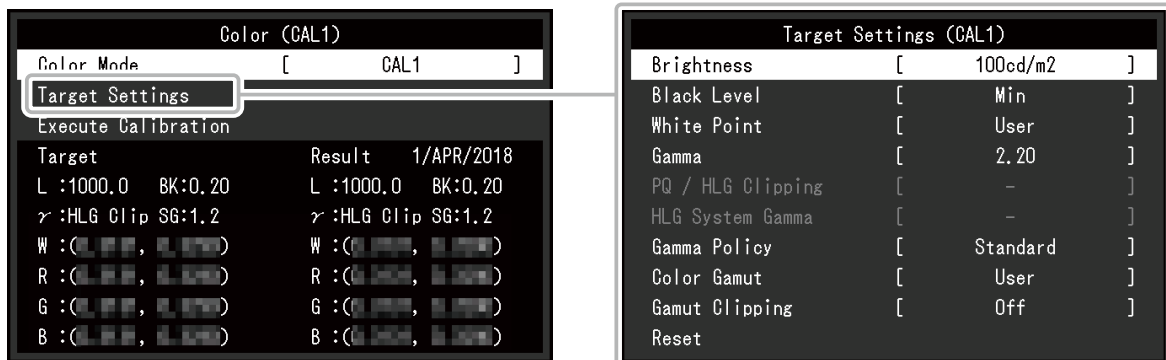 Color (CAL1)
Color Mode [ CAL1 ]
Target Settings
Execute Calibration
Target Result 1/APR/2018
L :1000.0 BK:0.20 L :1000.0 BK:0.20
γ:HLG Clip SG:1.2 γ:HLG Clip SG:1.2
W :( , ) W :( , )
R :( , ) R :( , )
G :( , ) G :( , )
B :( , ) B :( , )
Target Settings (CAL1)
Brightness [ 100cd/m2 ]
Black Level [ Min ]
White Point [ User ]
Gamma [ 2.20 ]
PQ / HLG Clipping [ - ]
HLG System Gamma [ - ]
Gamma Policy [ Standard ]
Color Gamut [ User ]
Gamut Clipping [ Off ]
Reset